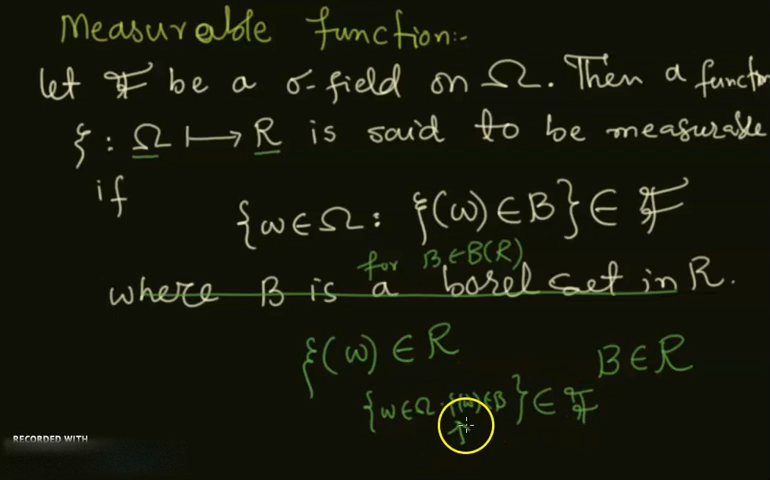 Measurable function:-
Let 𝓕 be a σ-field on Ω. Then a function
ξ : Ω ⟼ R is said to be measurable
if
{ω∈Ω: ξ(ω)∈B}∈ 𝓕
for B∈B(R)
where B is a borel set in R.
ξ(ω) ∈ R
B∈R
{ω∈Ω: ξ(ω)∈B}∈ 𝓕
RECORDED WITH